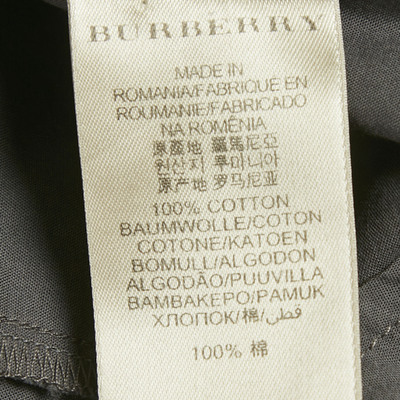 BURBERRY
MADE IN
ROMANIA/FABRIQUÉ EN
ROUMANIE/FABRICADO
NA ROMÉNIA
原產地 羅馬尼亞
원산지 루마니아
原产地 罗马尼亚
100% COTTON
BAUMWOLLE/COTON
COTONE/KATOEN
BOMULL/ALGODON
ALGODÃO/PUUVILLA
BAMBAKEPO/PAMUK
ХЛОПОК/棉/قطن
100% 棉